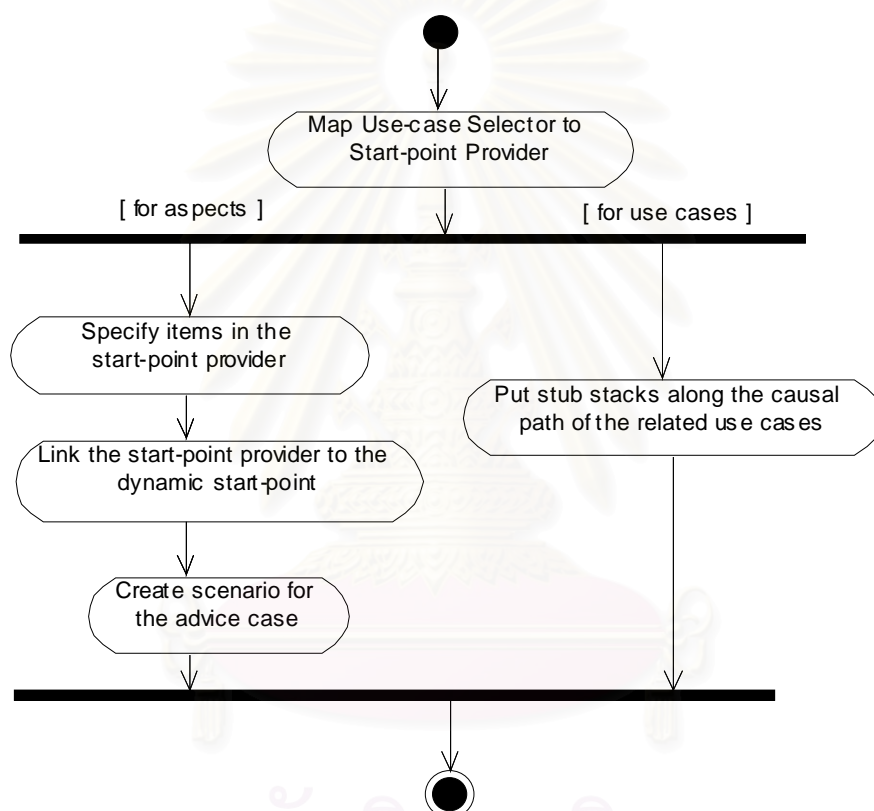 Map Use-case Selector to
Start-point Provider
[ for aspects ]
[ for use cases ]
Specify items in the
start-point provider
Put stub stacks along the causal
path of the related use cases
Link the start-point provider to the
dynamic start-point
Create scenario for
the advice case